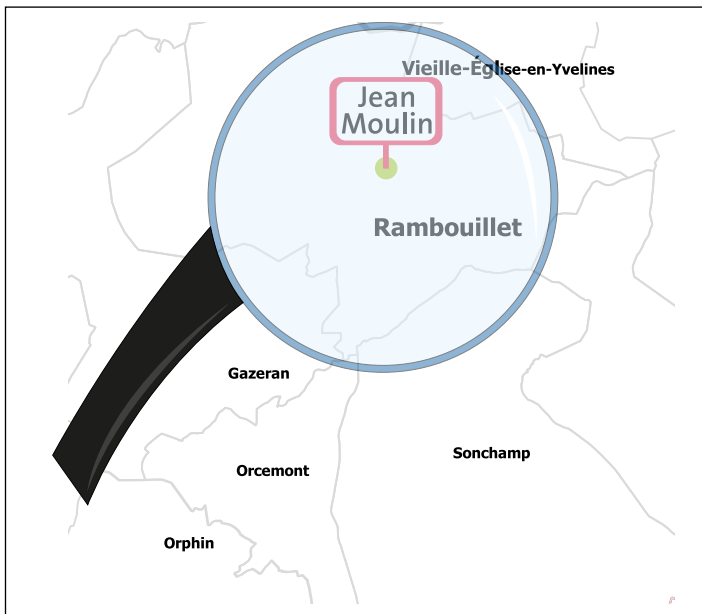 Vieille-Église-en-Yvelines
Jean
Moulin
Rambouillet
Gazeran
Sonchamp
Orcemont
Orphin